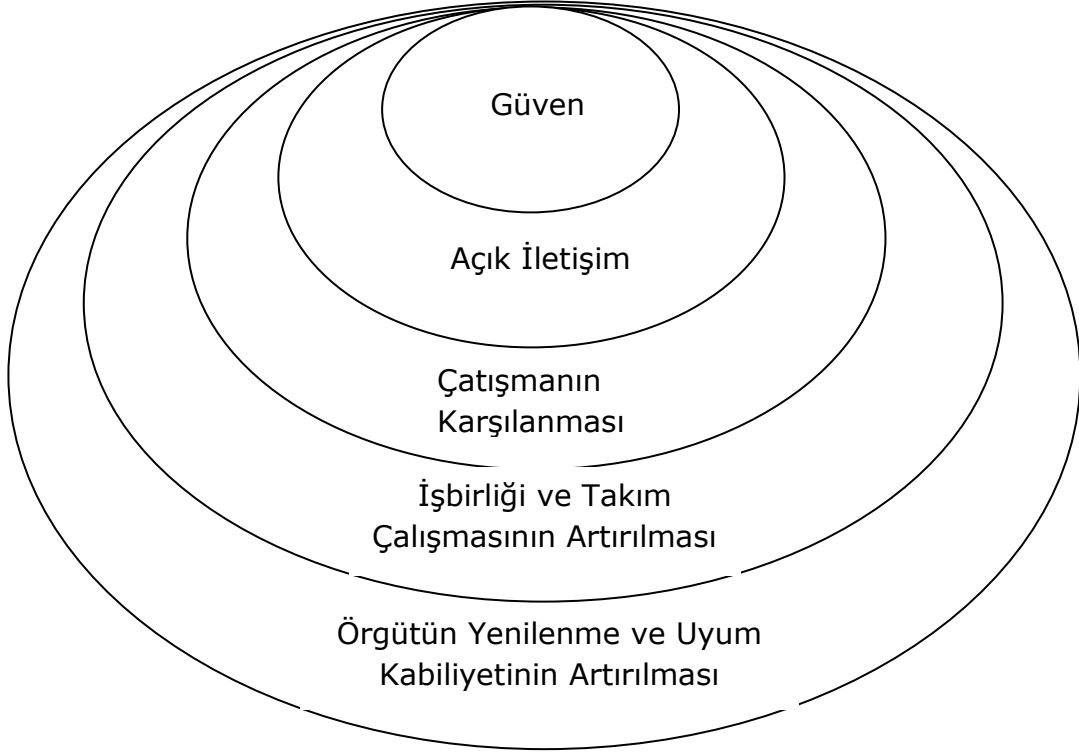 Güven
Açık İletişim
Çatışmanın
Karşılanması
İşbirliği ve Takım
Çalışmasının Artırılması
Örgütün Yenilenme ve Uyum
Kabiliyetinin Artırılması